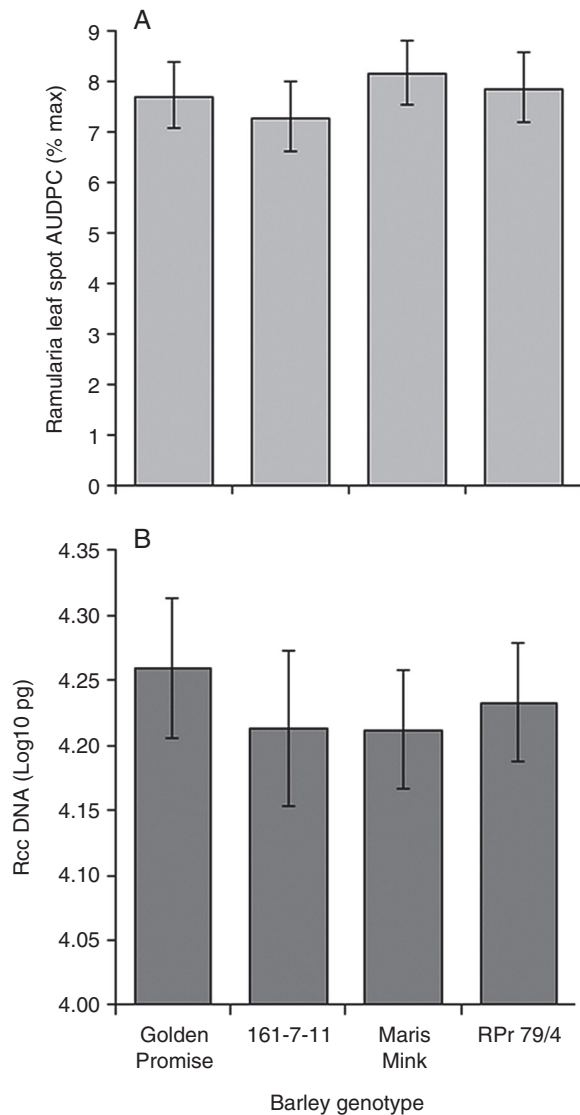 A
Ramularia leaf spot AUDPC (% max)
9
8
7
6
5
4
3
2
1
0
B
Rcc DNA (Log10 pg)
4.35
4.30
4.25
4.20
4.15
4.10
4.05
4.00
Golden
Promise
161-7-11
Maris
Mink
RPr 79/4
Barley genotype